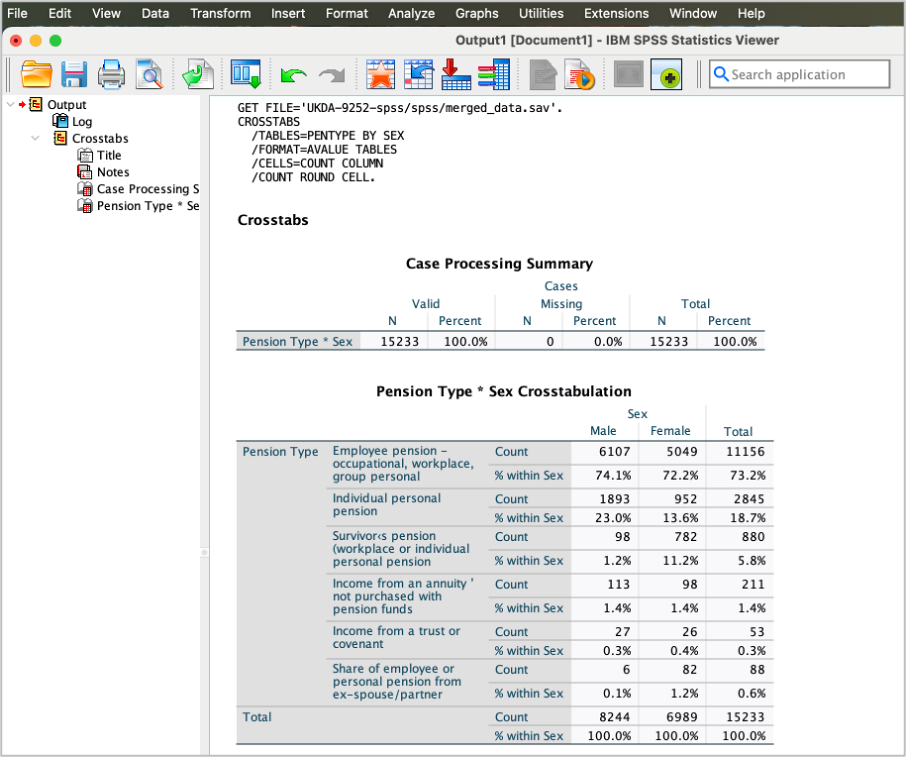 File Edit View Data Transform Insert Format Analyze Graphs Utilities Extensions Window Help
Output1 [Document1] - IBM SPSS Statistics Viewer
Search application
Output
Log
Crosstabs
Title
Notes
Case Processing S
Pension Type * Se
GET FILE='UKDA-9252-spss/spss/merged_data.sav'.
CROSSTABS
/TABLES=PENTYPE BY SEX
/FORMAT=AVALUE TABLES
/CELLS=COUNT COLUMN
/COUNT ROUND CELL.
Crosstabs
Case Processing Summary
Cases
Valid Missing Total
N Percent N Percent N Percent
Pension Type * Sex 15233 100.0% 0 0.0% 15233 100.0%
Pension Type * Sex Crosstabulation
Sex
Male Female Total
Pension Type Employee pension - Count 6107 5049 11156
occupational, workplace,
group personal % within Sex 74.1% 72.2% 73.2%
Individual personal Count 1893 952 2845
pension % within Sex 23.0% 13.6% 18.7%
Survivor‹s pension Count 98 782 880
(workplace or individual
personal pension % within Sex 1.2% 11.2% 5.8%
Income from an annuity ' Count 113 98 211
not purchased with
pension funds % within Sex 1.4% 1.4% 1.4%
Income from a trust or Count 27 26 53
covenant % within Sex 0.3% 0.4% 0.3%
Share of employee or Count 6 82 88
personal pension from
ex-spouse/partner % within Sex 0.1% 1.2% 0.6%
Total Count 8244 6989 15233
% within Sex 100.0% 100.0% 100.0%